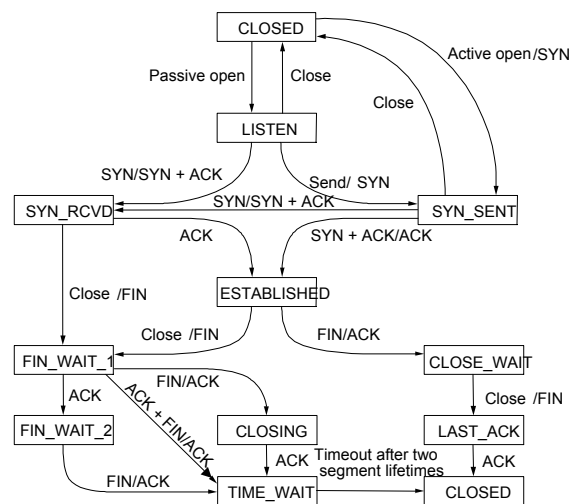 CLOSED
Active open/SYN
Passive open
Close
Close
LISTEN
SYN/SYN + ACK
Send/ SYN
SYN/SYN + ACK
SYN_RCVD
SYN_SENT
ACK
SYN + ACK/ACK
Close /FIN
ESTABLISHED
Close /FIN
FIN/ACK
FIN_WAIT_1
CLOSE_WAIT
FIN/ACK
ACK
ACK + FIN/ACK
Close /FIN
FIN_WAIT_2
CLOSING
LAST_ACK
ACK
Timeout after two
segment lifetimes
ACK
FIN/ACK
TIME_WAIT
CLOSED